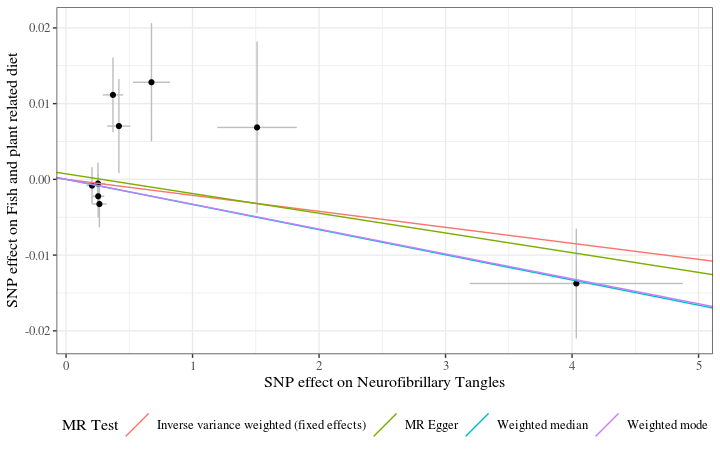 SNP effect on Fish and plant related diet
0.02
0.01
0.00
-0.01
-0.02
0 1 2 3 4 5
SNP effect on Neurofibrillary Tangles
MR Test Inverse variance weighted (fixed effects) MR Egger Weighted median Weighted mode